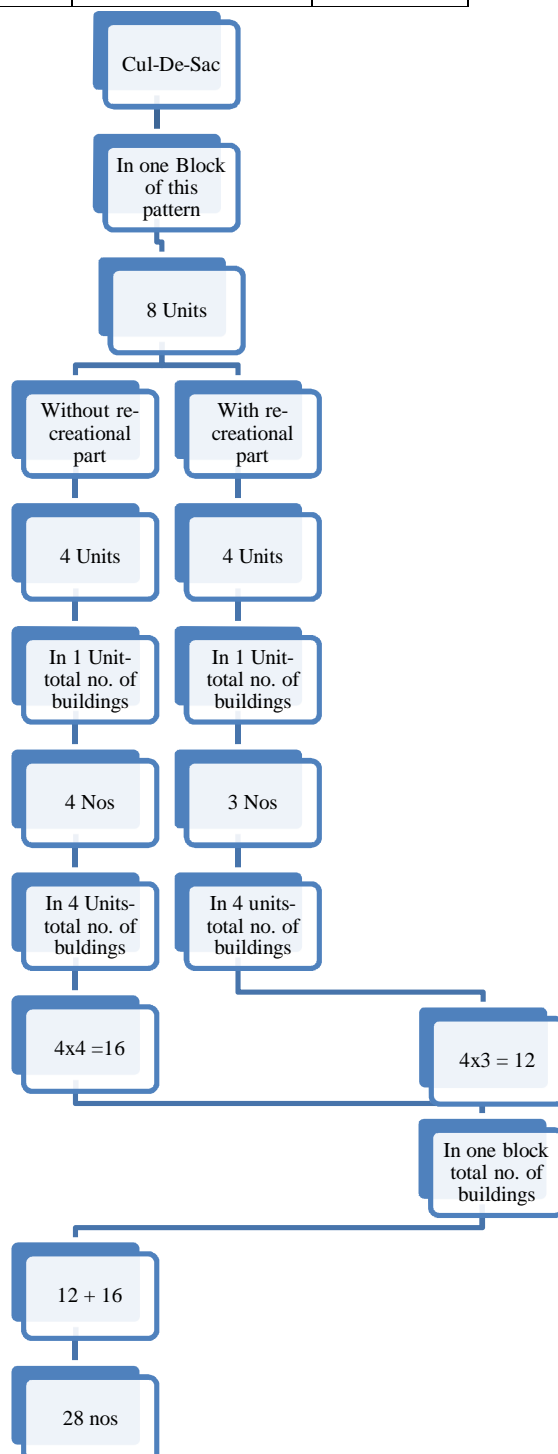 Cul-De-Sac
In one Block
of this
pattern
8 Units
Without re-
creational
part
With re-
creational
part
4 Units
4 Units
In 1 Unit-
total no. of
buildings
In 1 Unit-
total no. of
buildings
4 Nos
3 Nos
In 4 Units-
total no. of
buldings
In 4 units-
total no. of
buildings
4x4 =16
4x3 = 12
In one block
total no. of
buildings
12 + 16
28 nos